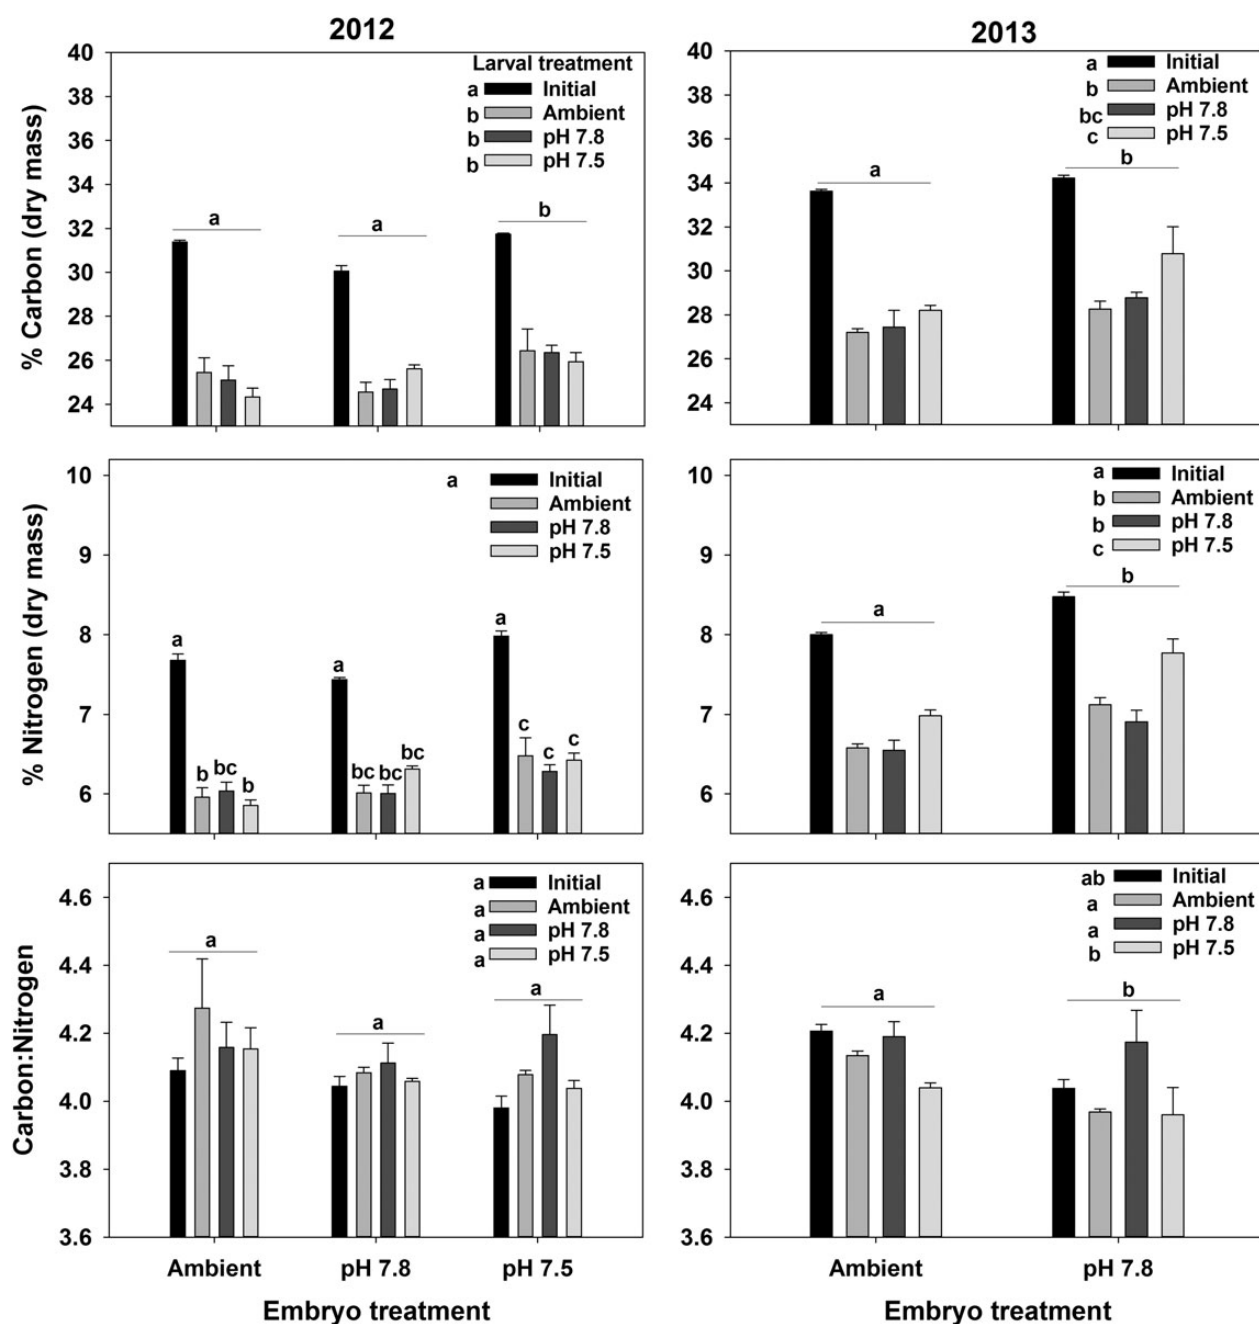 2012
% Carbon (dry mass)
40
38
36
34
32
30
28
26
24
Larval treatment
a Initial
b Ambient
b pH 7.8
b pH 7.5
a
a
b
2013
40
38
36
34
32
30
28
26
24
a Initial
b Ambient
bc pH 7.8
c pH 7.5
a
b
% Nitrogen (dry mass)
10
9
8
7
6
a Initial
Ambient
pH 7.8
pH 7.5
a
b bc b
a
bc bc bc
a
c c c
10
9
8
7
6
a Initial
b Ambient
b pH 7.8
c pH 7.5
a
b
Carbon:Nitrogen
4.6
4.4
4.2
4.0
3.8
3.6
a Initial
a Ambient
a pH 7.8
a pH 7.5
a
a
a
Ambient pH 7.8 pH 7.5
Embryo treatment
4.6
4.4
4.2
4.0
3.8
3.6
ab Initial
a Ambient
a pH 7.8
b pH 7.5
a
b
Ambient pH 7.8
Embryo treatment